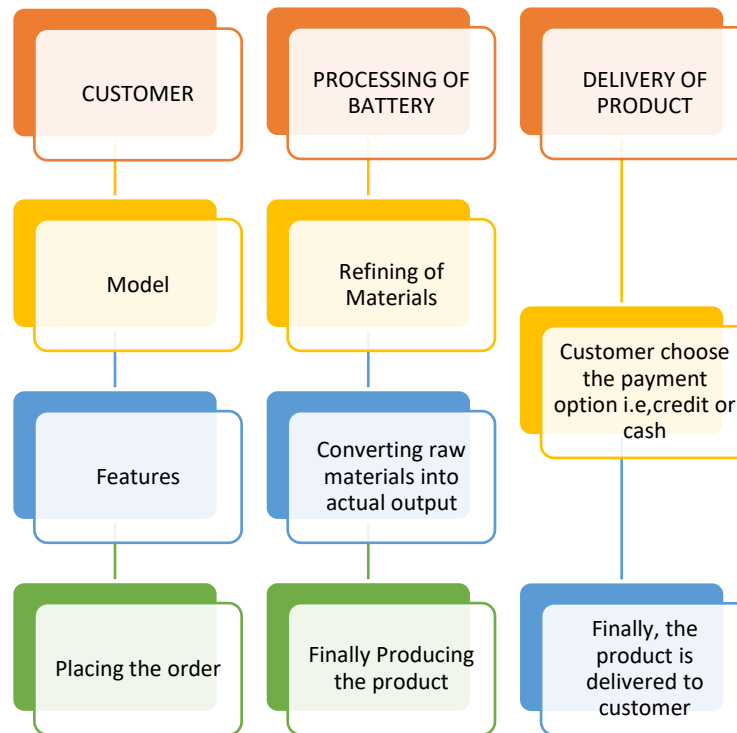 CUSTOMER
Model
Features
Placing the order
PROCESSING OF
BATTERY
Refining of
Materials
Converting raw
materials into
actual output
Finally Producing
the product
DELIVERY OF
PRODUCT
Customer choose
the payment
option i.e,credit or
cash
Finally, the
product is
delivered to
customer